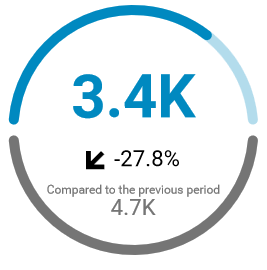 3.4K
-27.8%
Compared to the previous period
4.7K